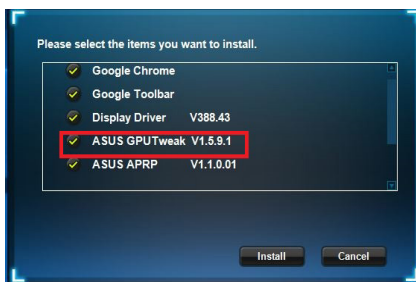 Please select the items you want to install.
Google Chrome
Google Toolbar
Display Driver V388.43
ASUS GPUTweak V1.5.9.1
ASUS APRP V1.1.0.01
Install Cancel